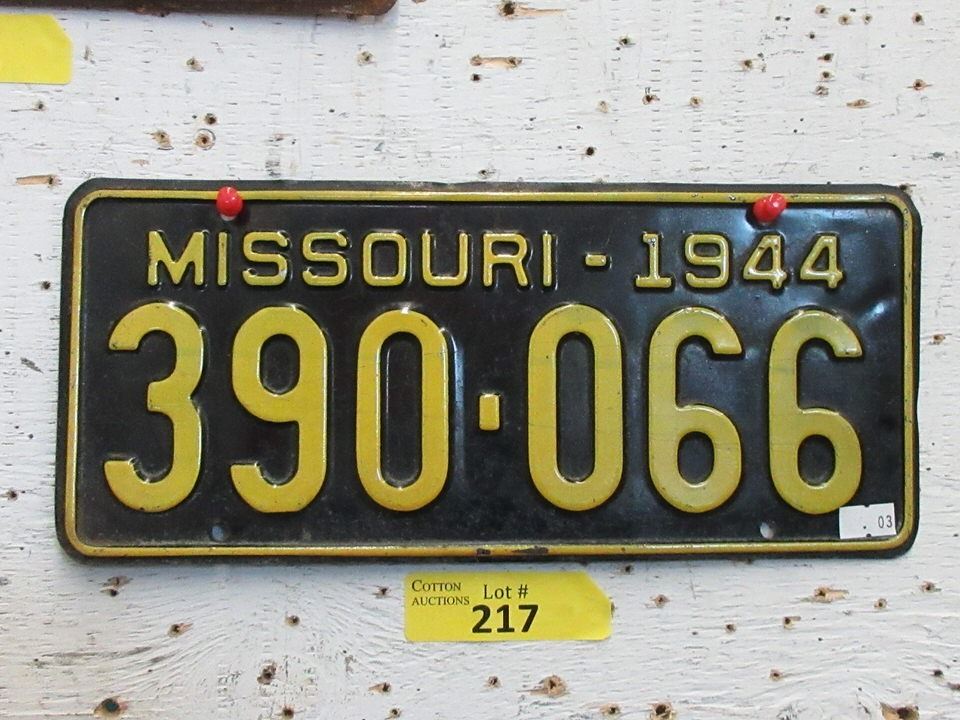 MISSOURI - 1944
390-066
. 03
COTTON
AUCTIONS
Lot #
217